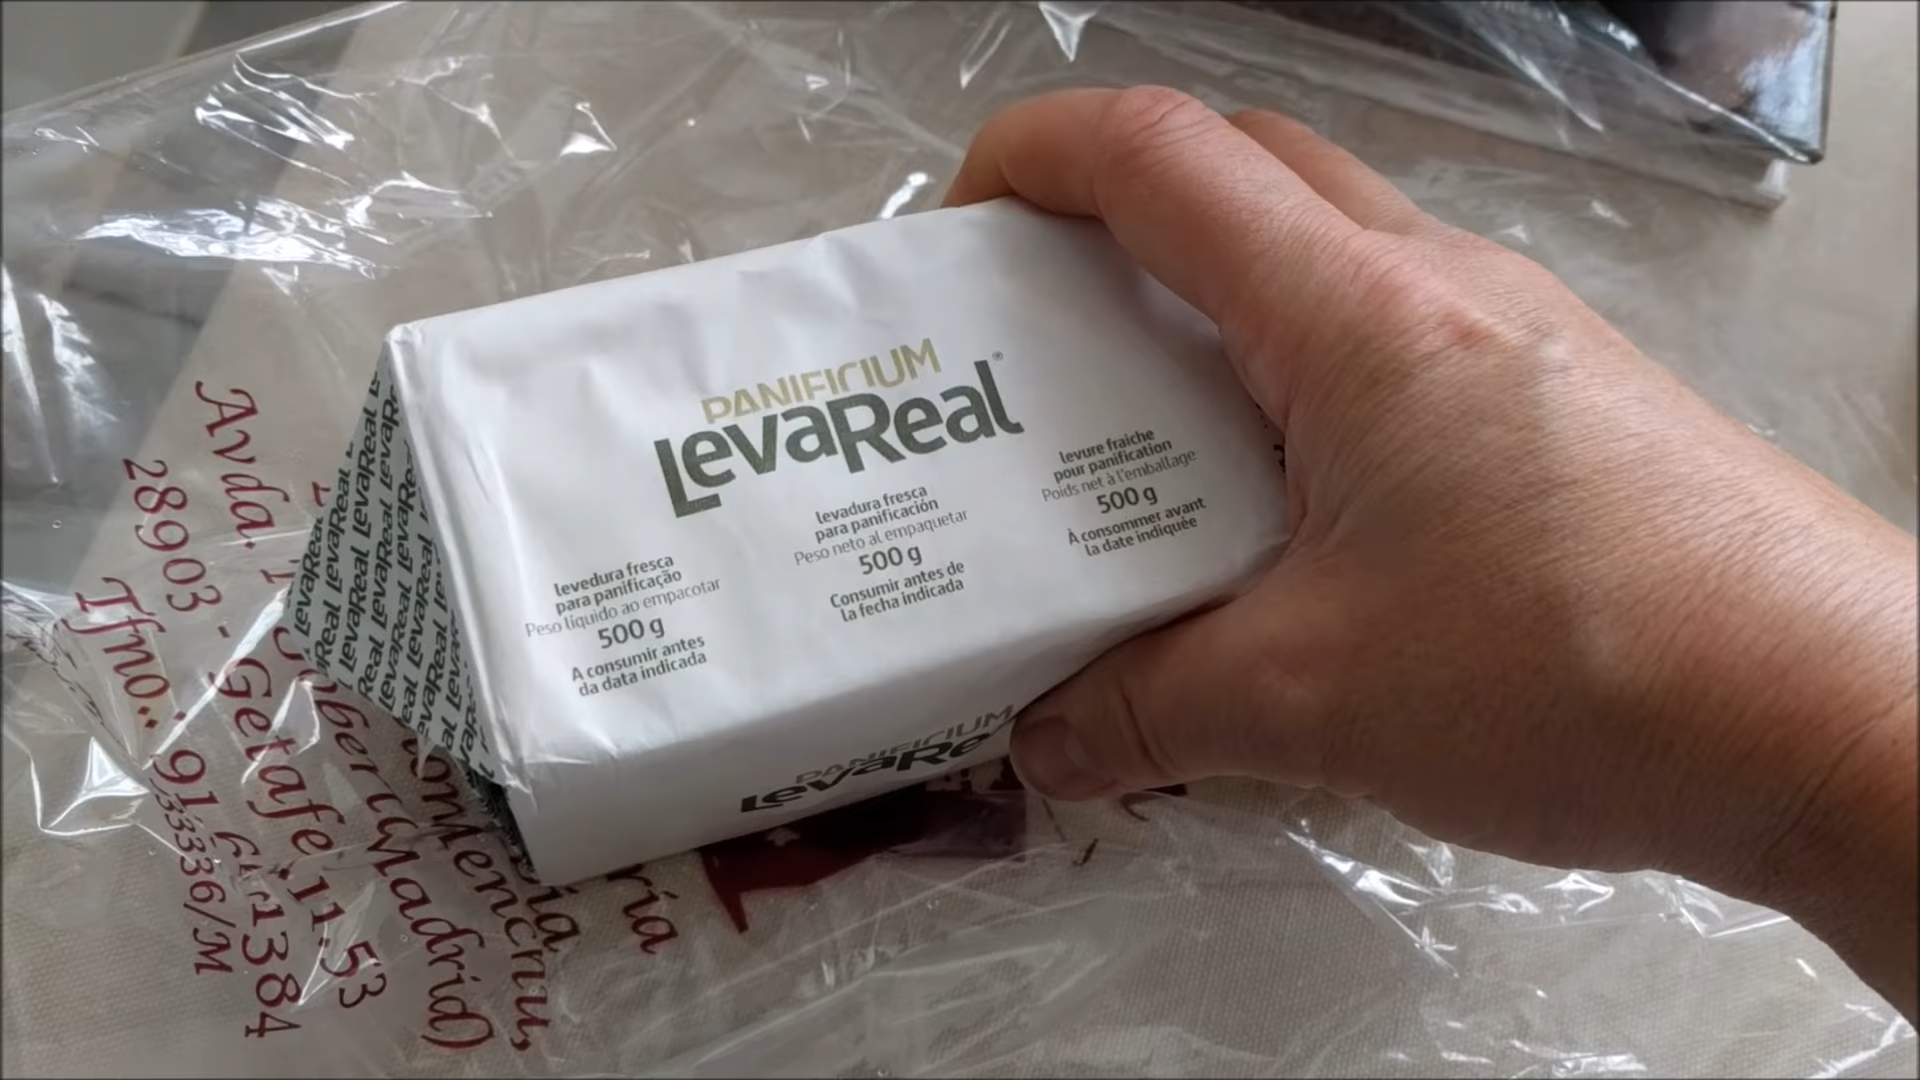 PANIFICIUM
LevaReal®
levedura fresca
para panificação
Peso líquido ao empacotar
500 g
A consumir antes
da data indicada
levadura fresca
para panificación
Peso neto al empaquetar
500 g
Consumir antes de
la fecha indicada
levure fraiche
pour panification
Poids net à l'emballage
500 g
À consommer avant
la date indiquée
PANIFICIUM
LevaRe
LevaReal LevaReal LevaReal
Avda.
28903 - Getafe (Madrid)
Tfno.: